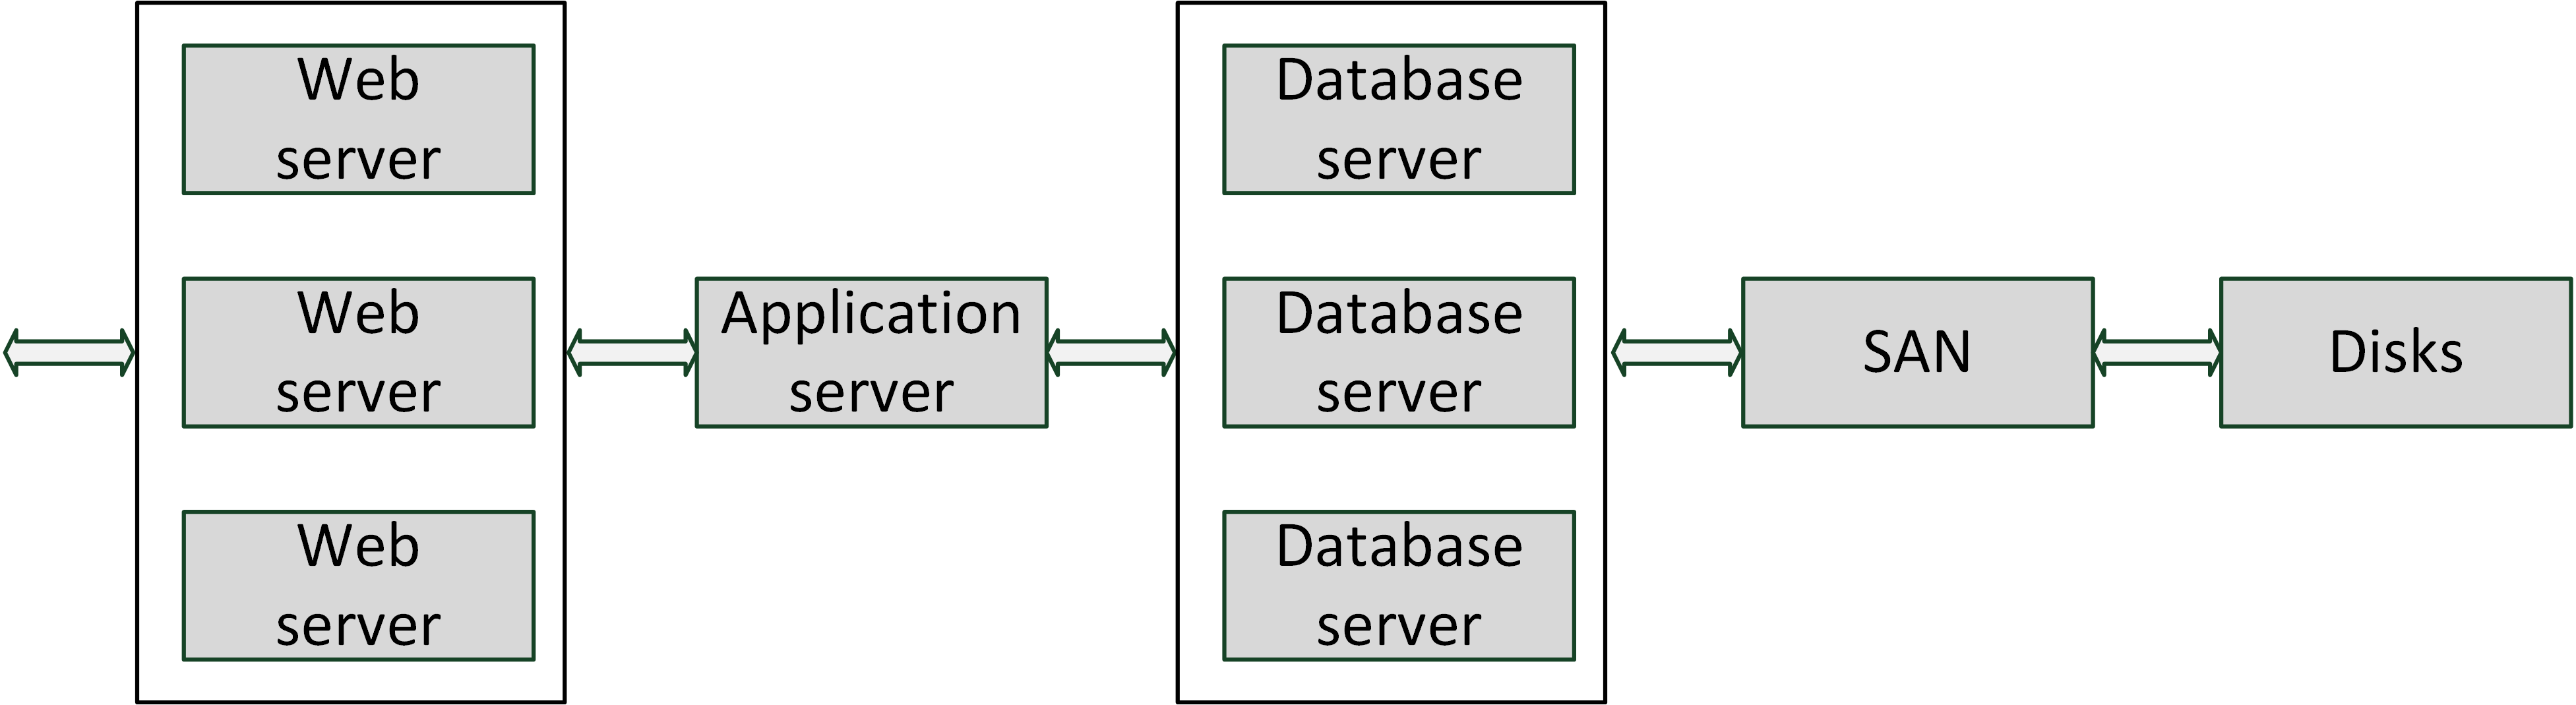 Web
server
Web
server
Web
server
Application
server
Database
server
Database
server
Database
server
SAN
Disks